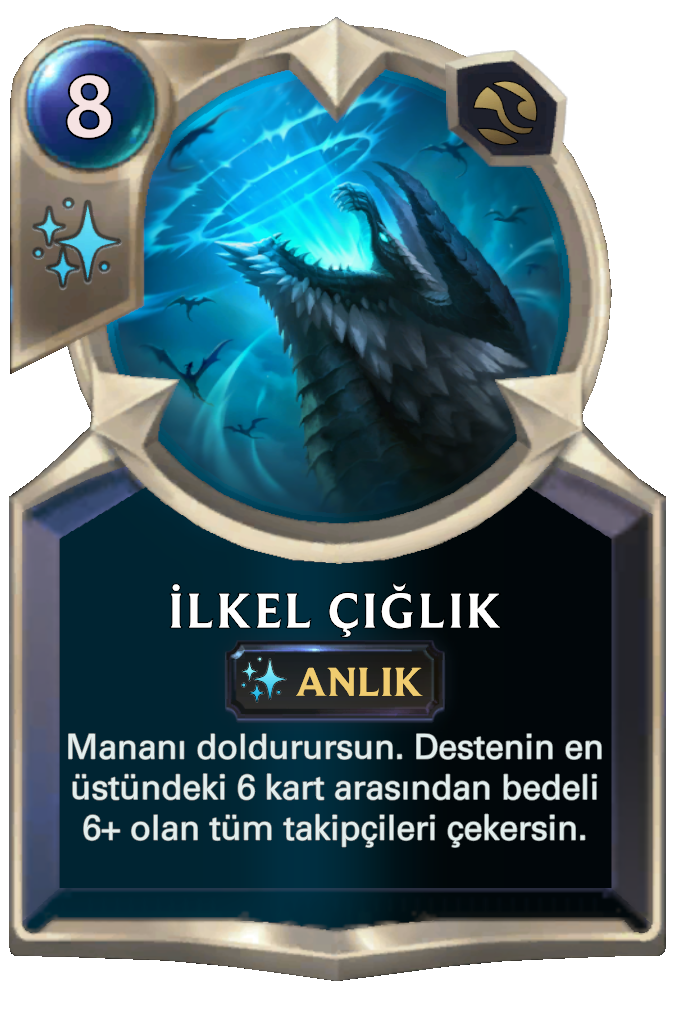 8
İLKEL ÇIĞLIK
ANLIK
Mananı doldurursun. Destenin en
üstündeki 6 kart arasından bedeli
6+ olan tüm takipçileri çekersin.